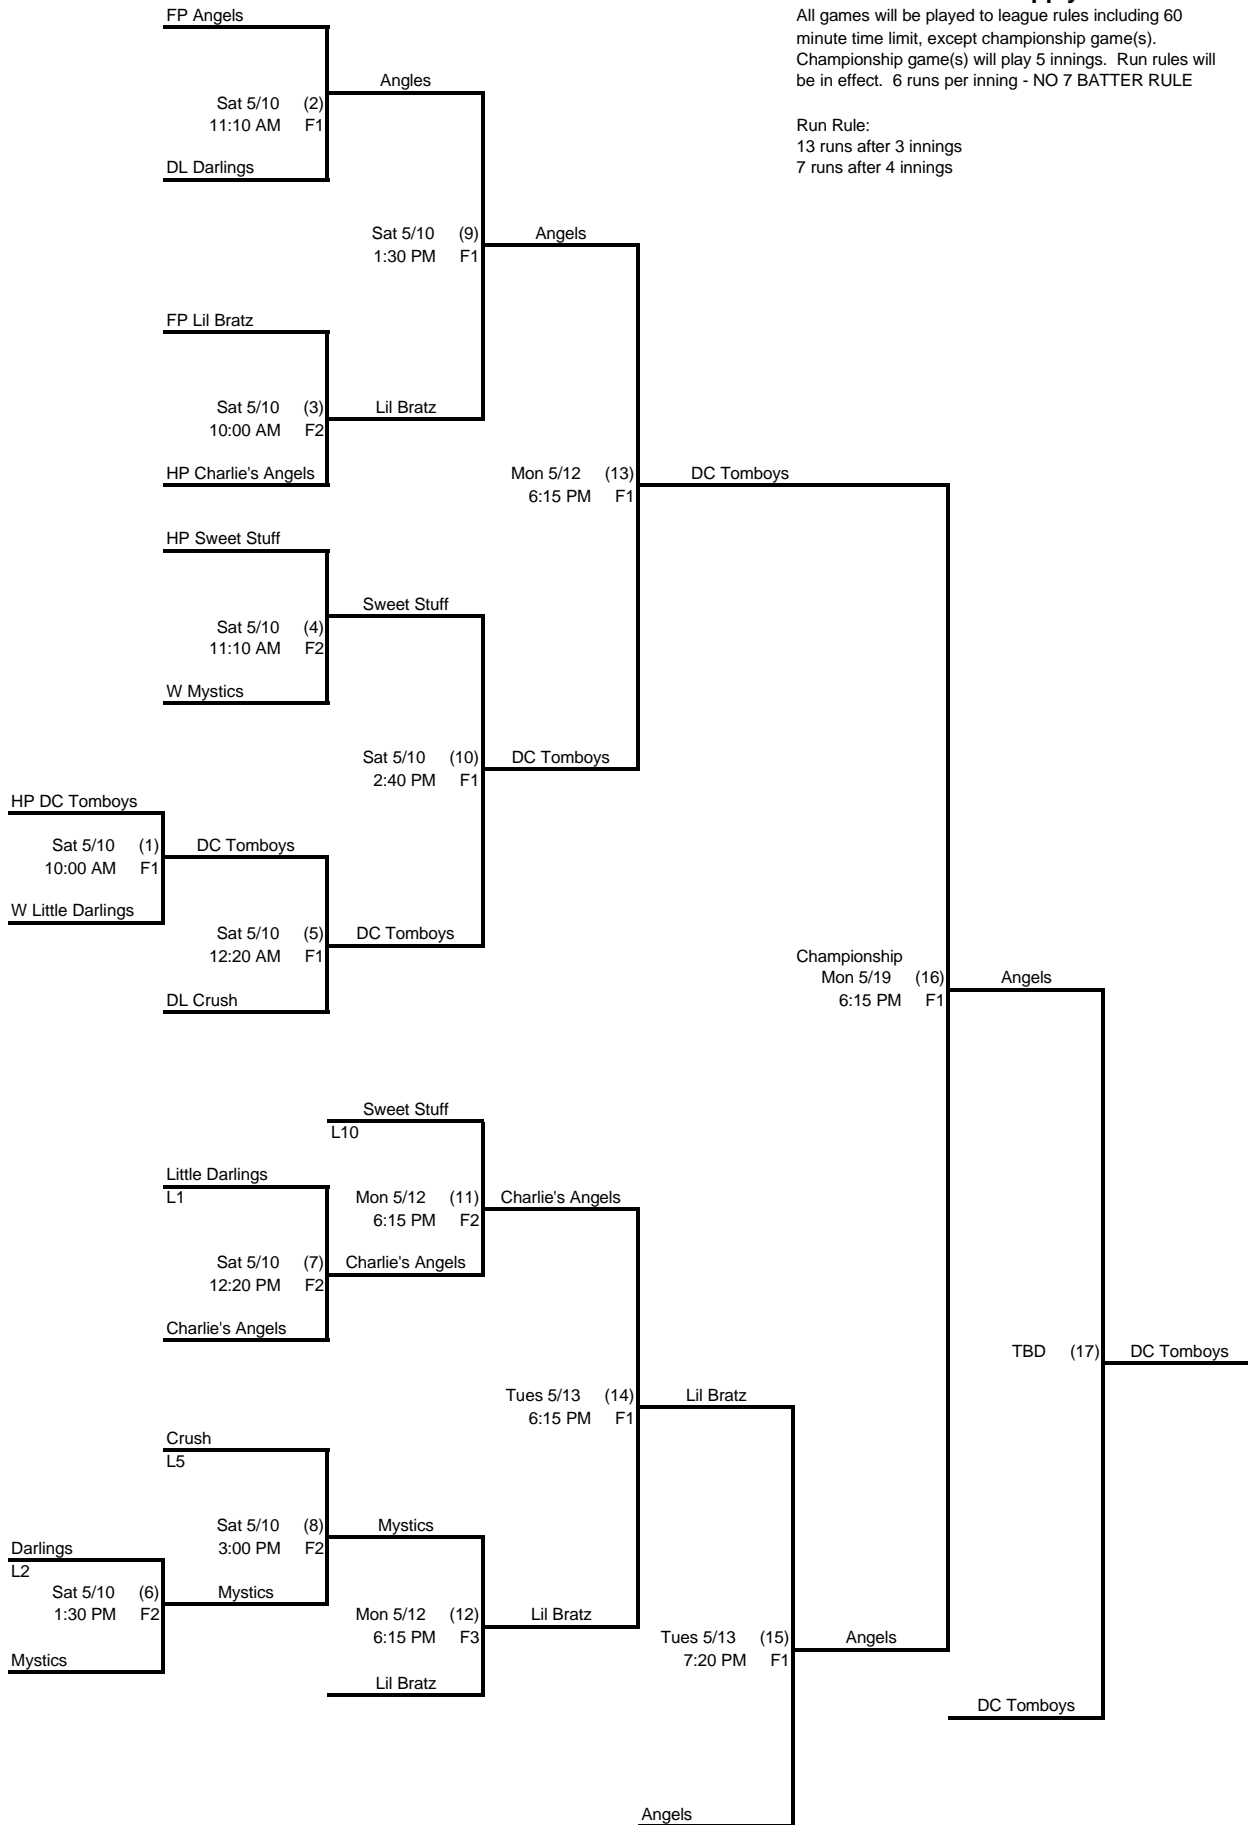 FP Angels
All games will be played to league rules including 60
minute time limit, except championship game(s).
Championship game(s) will play 5 innings.  Run rules will
be in effect.  6 runs per inning - NO 7 BATTER RULE
Angles
Sat 5/10 (2)
11:10 AM F1
Run Rule:
13 runs after 3 innings
7 runs after 4 innings
DL Darlings
Sat 5/10 (9)
1:30 PM F1
Angels
FP Lil Bratz
Sat 5/10 (3)
10:00 AM F2
Lil Bratz
HP Charlie's Angels
Mon 5/12 (13)
6:15 PM F1
DC Tomboys
HP Sweet Stuff
Sweet Stuff
Sat 5/10 (4)
11:10 AM F2
W Mystics
Sat 5/10 (10)
2:40 PM F1
DC Tomboys
HP DC Tomboys
Sat 5/10 (1)
10:00 AM F1
DC Tomboys
W Little Darlings
Sat 5/10 (5)
12:20 AM F1
DC Tomboys
DL Crush
Championship
Mon 5/19 (16)
6:15 PM F1
Angels
Sweet Stuff
L10
Little Darlings
L1
Mon 5/12 (11)
6:15 PM F2
Charlie's Angels
Sat 5/10 (7)
12:20 PM F2
Charlie's Angels
Charlie's Angels
TBD (17)
DC Tomboys
Tues 5/13 (14)
6:15 PM F1
Lil Bratz
Crush
L5
Sat 5/10 (8)
3:00 PM F2
Mystics
Darlings
L2
Sat 5/10 (6)
1:30 PM F2
Mystics
Mystics
Mon 5/12 (12)
6:15 PM F3
Lil Bratz
Lil Bratz
Tues 5/13 (15)
7:20 PM F1
Angels
DC Tomboys
Angels